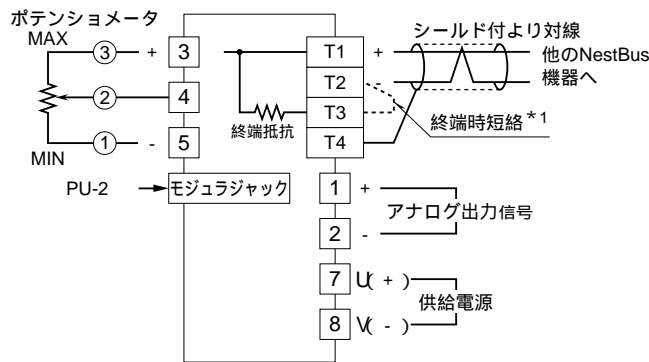 ポテンショメータ
MAX
3 + 3
2 4
1 - 5
MIN
PU-2
モジュラジャック
終端抵抗
T1 +
T2 -
T3
T4
シールド付より対線
他のNestBus
機器へ
終端時短絡*1
1 +
アナログ出力信号
2 -
7 U( + )
供給電源
8 V( - )